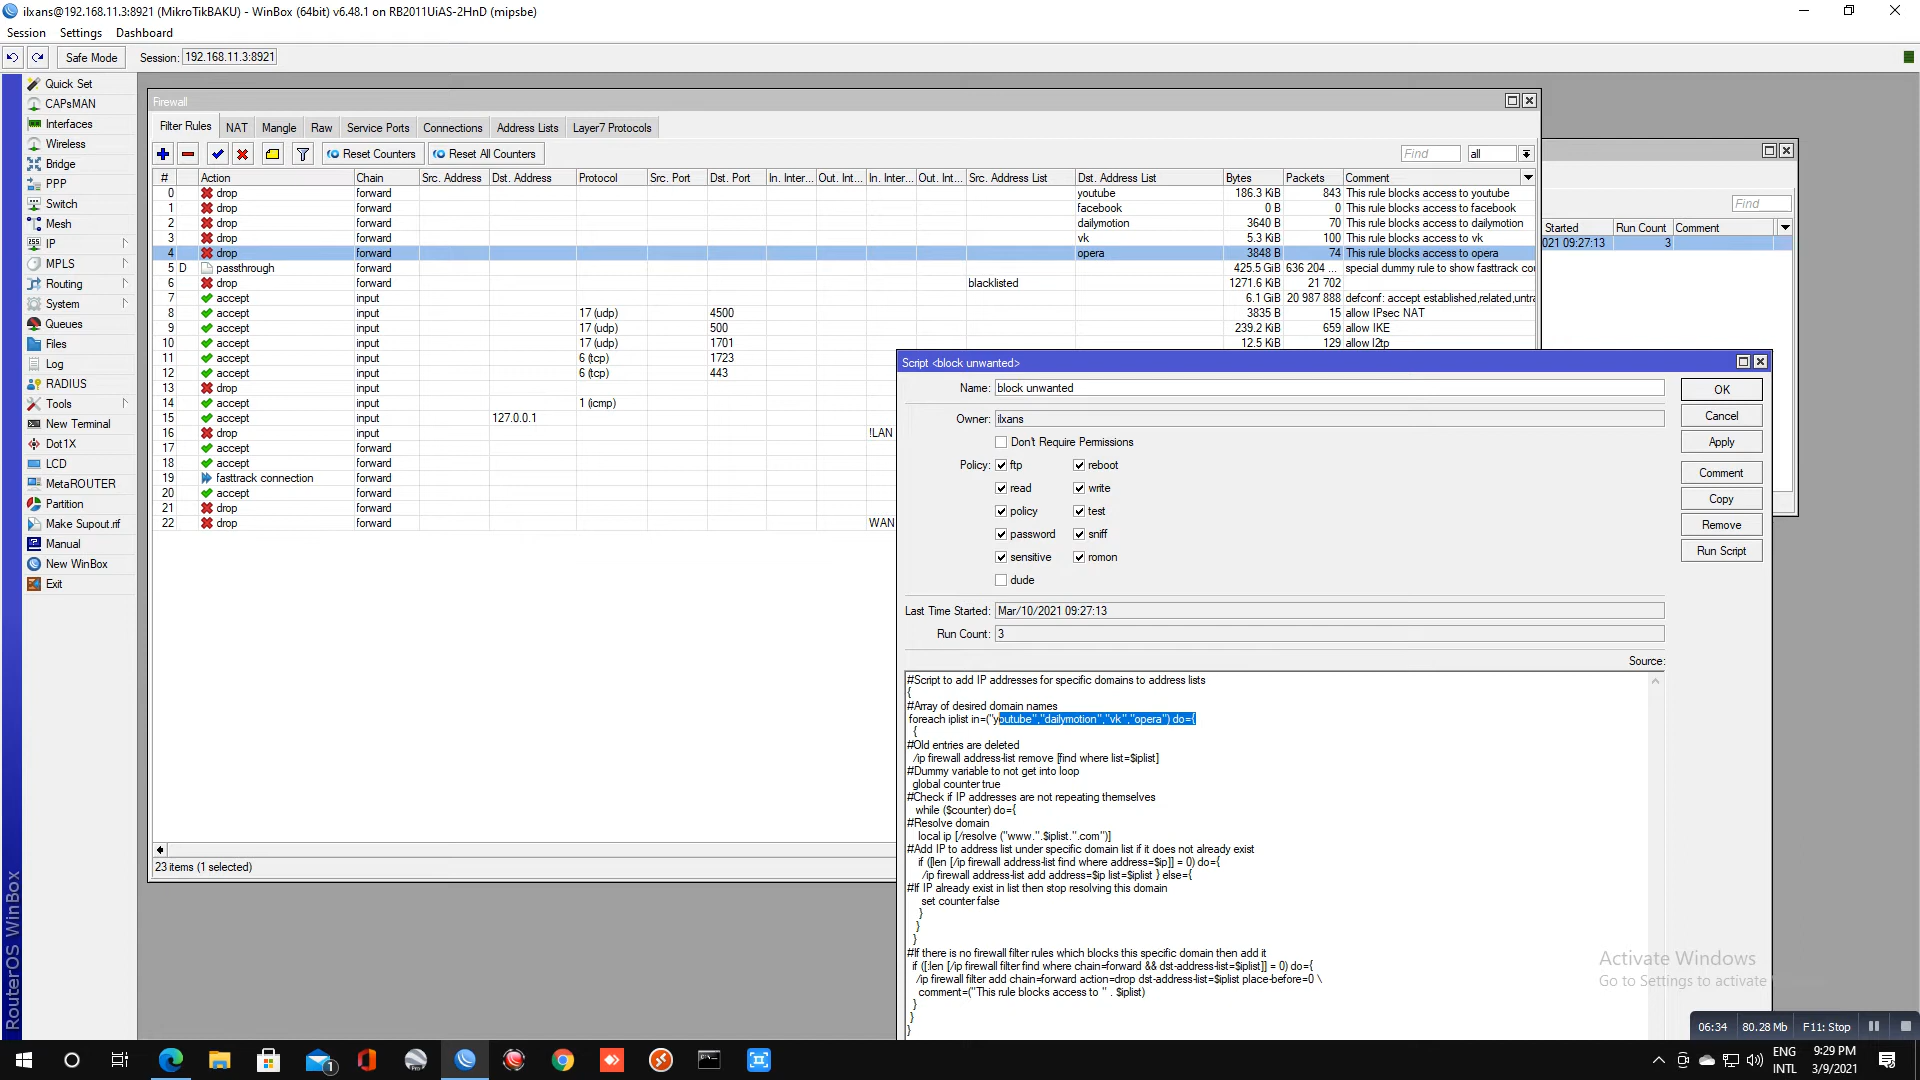 ilxans@192.168.11.3:8921 (MikroTikBAKU) - WinBox (64bit) v6.48.1 on RB2011UiAS-2HnD (mipsbe)
Session Settings Dashboard
Safe Mode Session: 192.168.11.3:8921
Quick Set
CAPsMAN
Interfaces
Wireless
Bridge
PPP
Switch
Mesh
IP
MPLS
Routing
System
Queues
Files
Log
RADIUS
Tools
New Terminal
Dot1X
LCD
MetaROUTER
Partition
Make Supout.rif
Manual
New WinBox
Exit
RouterOS WinBox
Firewall
Filter Rules NAT Mangle Raw Service Ports Connections Address Lists Layer7 Protocols
Reset Counters Reset All Counters Find all
# Action Chain Src. Address Dst. Address Protocol Src. Port Dst. Port In. Inter... Out. Int... In. Inter... Out. Int... Src. Address List Dst. Address List Bytes Packets Comment
0 drop forward youtube 186.3 KiB 843 This rule blocks access to youtube
1 drop forward facebook 0 B 0 This rule blocks access to facebook
2 drop forward dailymotion 3640 B 70 This rule blocks access to dailymotion
3 drop forward vk 5.3 KiB 100 This rule blocks access to vk
4 drop forward opera 3848 B 74 This rule blocks access to opera
5 D passthrough forward 425.5 GiB 636 204 ... special dummy rule to show fasttrack cou
6 drop forward blacklisted 1271.6 KiB 21 702
7 accept input 6.1 GiB 20 987 888 defconf: accept established,related,untra
8 accept input 17 (udp) 4500 3835 B 15 allow IPsec NAT
9 accept input 17 (udp) 500 239.2 KiB 659 allow IKE
10 accept input 17 (udp) 1701 12.5 KiB 129 allow l2tp
11 accept input 6 (tcp) 1723
12 accept input 6 (tcp) 443
13 drop input
14 accept input 1 (icmp)
15 accept input 127.0.0.1
16 drop input !LAN
17 accept forward
18 accept forward
19 fasttrack connection forward
20 accept forward
21 drop forward
22 drop forward WAN
23 items (1 selected)
Find
Started Run Count Comment
021 09:27:13 3
Script <block unwanted>
Name: block unwanted
Owner: ilxans
Don't Require Permissions
Policy: ftp reboot
read write
policy test
password sniff
sensitive romon
dude
Last Time Started: Mar/10/2021 09:27:13
Run Count: 3
OK
Cancel
Apply
Comment
Copy
Remove
Run Script
Source:
#Script to add IP addresses for specific domains to address lists
{
#Array of desired domain names
foreach iplist in=("youtube","dailymotion","vk","opera") do={
{
#Old entries are deleted
/ip firewall address-list remove [find where list=$iplist]
#Dummy variable to not get into loop
global counter true
#Check if IP addresses are not repeating themselves
while ($counter) do={
#Resolve domain
local ip [/resolve ("www.".$iplist.".com")]
#Add IP to address list under specific domain list if it does not already exist
if ([len [/ip firewall address-list find where address=$ip]] = 0) do={
/ip firewall address-list add address=$ip list=$iplist } else={
#If IP already exist in list then stop resolving this domain
set counter false
}
}
}
#If there is no firewall filter rules which blocks this specific domain then add it
if ([:len [/ip firewall filter find where chain=forward && dst-address-list=$iplist]] = 0) do={
/ip firewall filter add chain=forward action=drop dst-address-list=$iplist place-before=0 \
comment=("This rule blocks access to " . $iplist)
}
}
}
Activate Windows
Go to Settings to activate
06:34 80.28 Mb F11: Stop
1
Pro
ENG
INTL
9:29 PM
3/9/2021